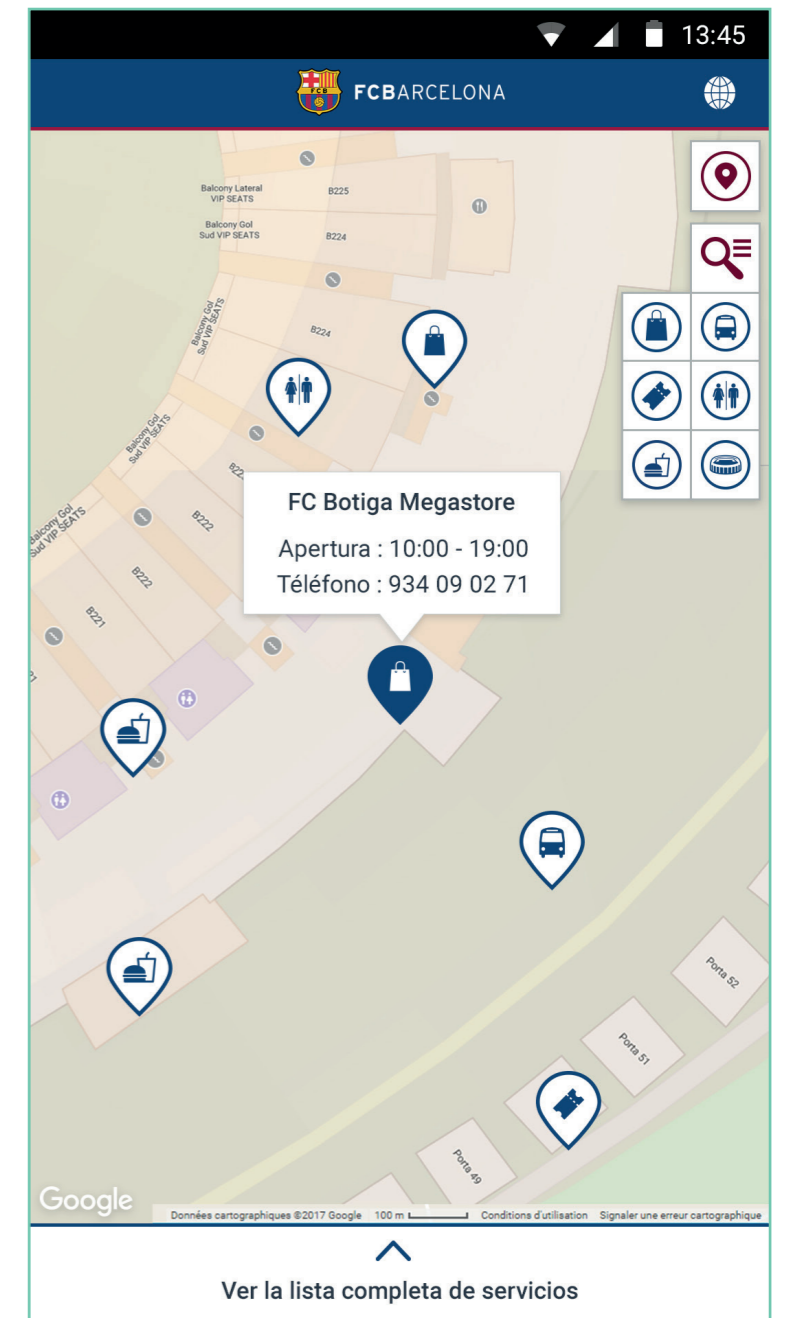 13:45
FCB
FCBARCELONA
Balcony Lateral
VIP SEATS
B225
Balcony Gol
Sud VIP SEATS
B224
Balcony Gol
Sud VIP SEATS
B224
Balcony Gol
Sud VIP SEATS
FC Botiga Megastore
Apertura : 10:00 - 19:00
Téléfono : 934 09 02 71
Balcony Gol
Sud VIP SEATS
B222
B222
B221
Porta 52
Porta 51
Porta 49
Google
Données cartographiques ©2017 Google 100 m Conditions d'utilisation Signaler une erreur cartographique
Ver la lista completa de servicios